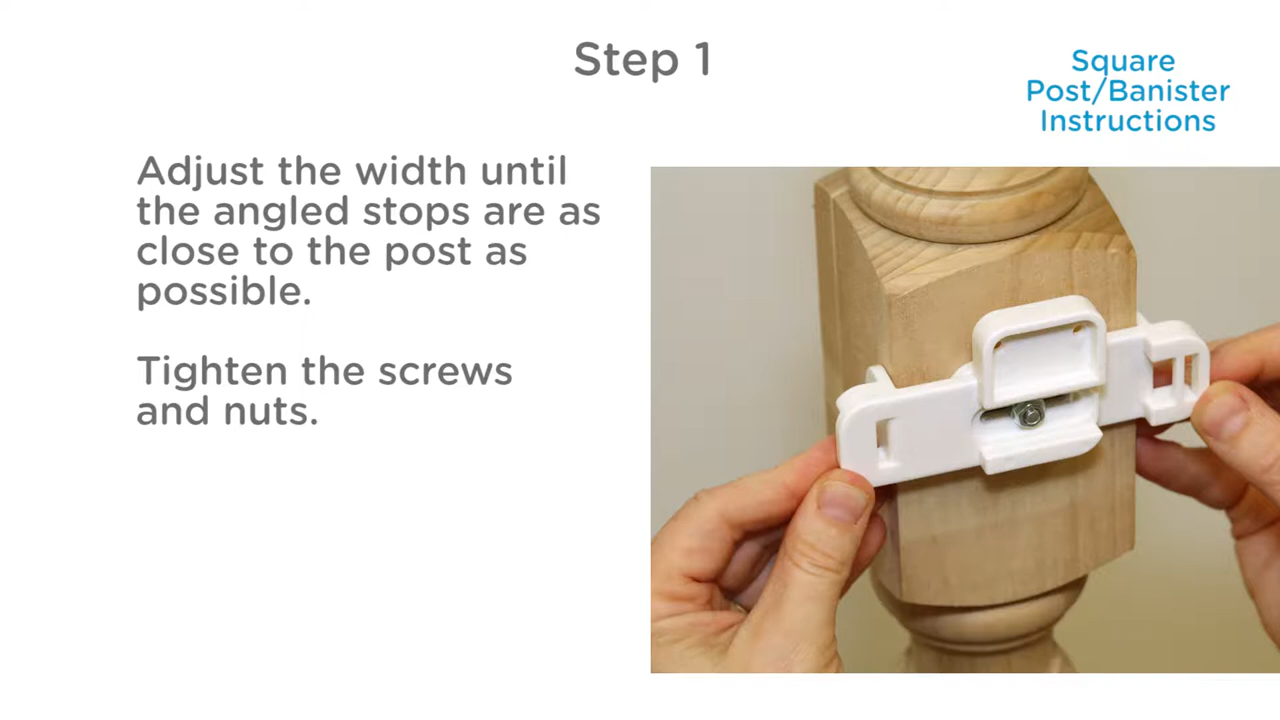 Step 1
Square
Post/Banister
Instructions
Adjust the width until
the angled stops are as
close to the post as
possible.
Tighten the screws
and nuts.